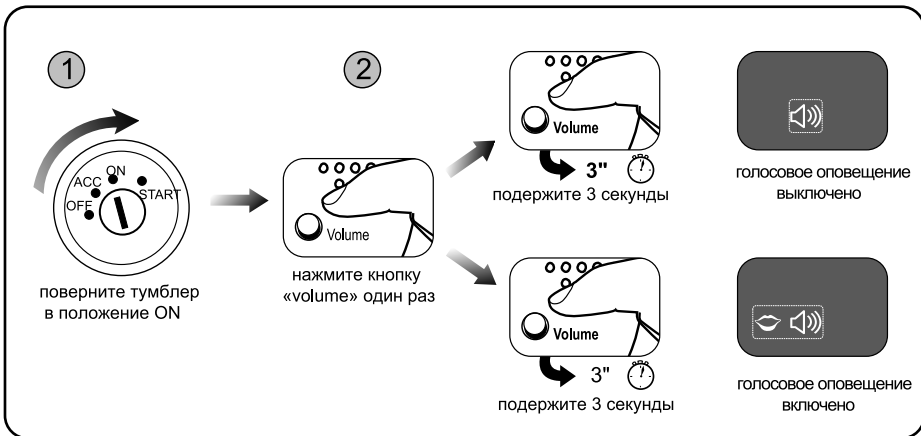 1
ON
ACC
START
OFF
поверните тумблер
в положение ON
2
Volume
нажмите кнопку
«volume» один раз
Volume
3"
подержите 3 секунды
голосовое оповещение
выключено
Volume
3"
подержите 3 секунды
голосовое оповещение
включено